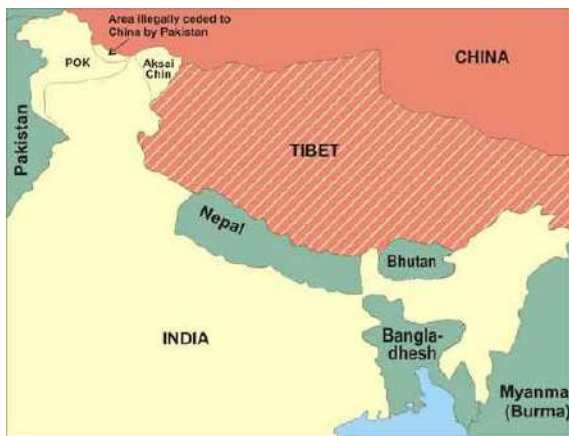 Area illegally ceded to
China by Pakistan
POK
Aksai
Chin
CHINA
Pakistan
TIBET
Nepal
Bhutan
INDIA
Bangla-
dhesh
Myanmar
(Burma)